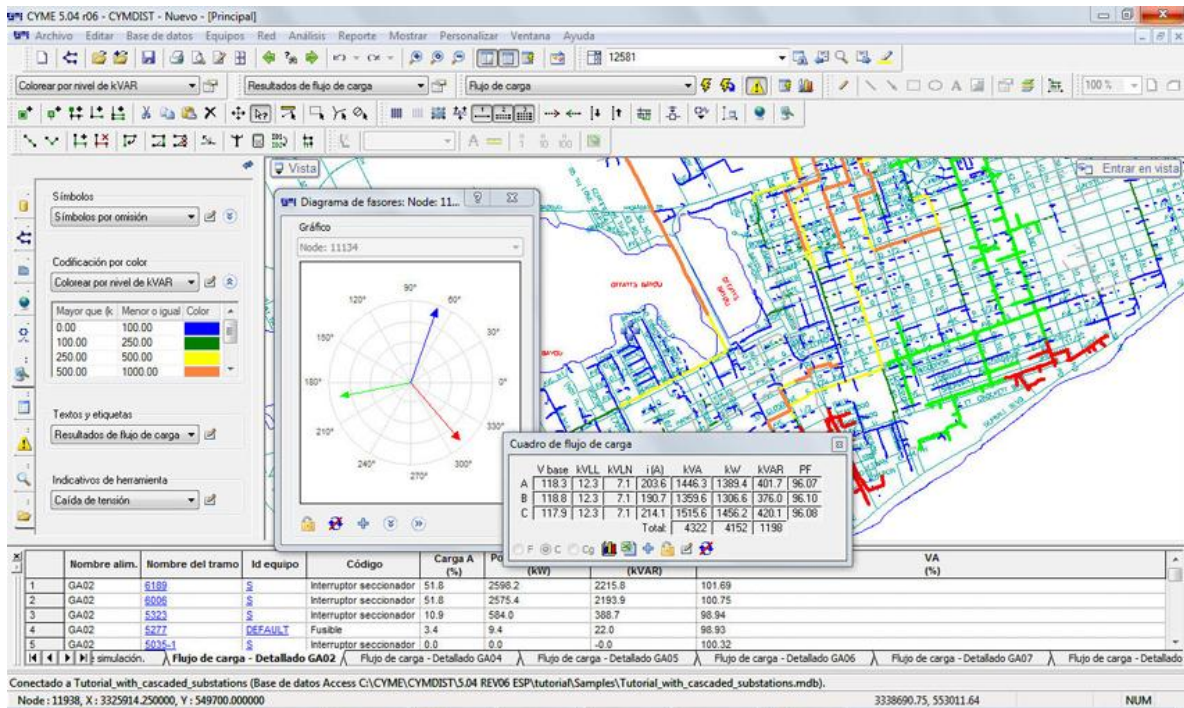 CYME 5.04 r06 - CYMDIST - Nuevo - [Principal]
Archivo Editar Base de datos Equipos Red Análisis Reporte Mostrar Personalizar Ventana Ayuda
12581
Colorear por nivel de kVAR Resultados de flujo de carga Flujo de carga 100 %
Vista
Entrar en vista
Símbolos
Símbolos por omisión
Codificación por color
Colorear por nivel de kVAR
Mayor que (k Menor o igual Color
0.00 100.00
100.00 250.00
250.00 500.00
500.00 1000.00
Textos y etiquetas
Resultados de flujo de carga
Indicativos de herramienta
Caída de tensión
Diagrama de fasores: Node: 11...
Gráfico
Node: 11134
90°
120° 60°
150° 30°
180° 0°
210° 330°
240° 300°
270°
OFFATTS BAYOU
OFFATTS BAYOU
BAYOU
Cuadro de flujo de carga
V base kVLL kVLN i (A) kVA kW kVAR PF
A 118.3 12.3 7.1 203.6 1446.3 1389.4 401.7 96.07
B 118.8 12.3 7.1 190.7 1359.6 1306.6 376.0 96.10
C 117.9 12.3 7.1 214.1 1515.6 1456.2 420.1 96.08
Total: 4322 4152 1198
F C Cg
Nombre alim. Nombre del tramo Id equipo Código Carga A (%) Po (kW) (kVAR) VA (%)
1 GA02 6189 S Interruptor seccionador 51.8 2598.2 2215.8 101.69
2 GA02 6006 S Interruptor seccionador 51.8 2575.4 2193.9 100.75
3 GA02 5323 S Interruptor seccionador 10.9 584.0 388.7 98.94
4 GA02 5277 DEFAULT Fusible 3.4 9.4 22.0 98.93
5 GA02 5035-1 S Interruptor seccionador 0.0 0.0 -0.0 100.32
simulación. Flujo de carga - Detallado GA02 Flujo de carga - Detallado GA04 Flujo de carga - Detallado GA05 Flujo de carga - Detallado GA06 Flujo de carga - Detallado GA07 Flujo de carga - Detallado
Conectado a Tutorial_with_cascaded_substations (Base de datos Access C:\CYME\CYMDIST\5.04 REV06 ESP\tutorial\Samples\Tutorial_with_cascaded_substations.mdb).
Node : 11938, X : 3325914.250000, Y : 549700.000000 3338690.75, 553011.64 NUM